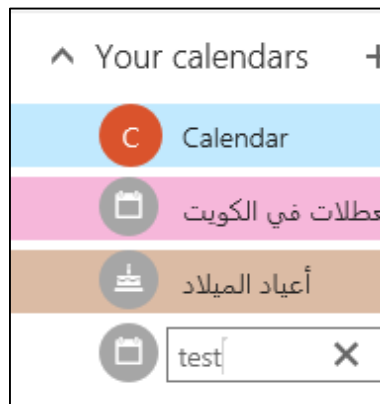 Your calendars +
C Calendar
عطلات في الكويت
أعياد الميلاد
test